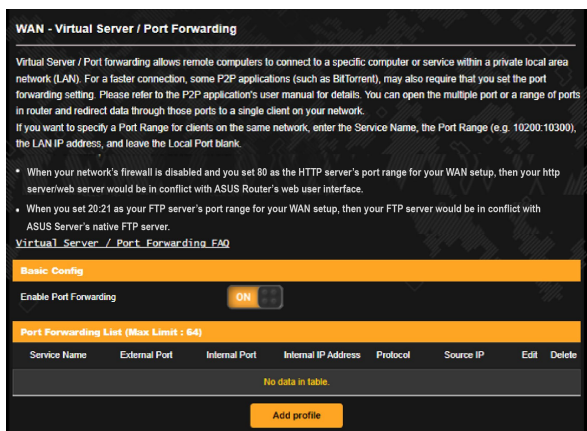 WAN - Virtual Server / Port Forwarding
Virtual Server / Port forwarding allows remote computers to connect to a specific computer or service within a private local area
network (LAN). For a faster connection, some P2P applications (such as BitTorrent), may also require that you set the port
forwarding setting. Please refer to the P2P application's user manual for details. You can open the multiple port or a range of ports
in router and redirect data through those ports to a single client on your network.
If you want to specify a Port Range for clients on the same network, enter the Service Name, the Port Range (e.g. 10200:10300),
the LAN IP address, and leave the Local Port blank.
• When your network's firewall is disabled and you set 80 as the HTTP server's port range for your WAN setup, then your http
server/web server would be in conflict with ASUS Router's web user interface.
• When you set 20:21 as your FTP server's port range for your WAN setup, then your FTP server would be in conflict with
ASUS Server's native FTP server.
Virtual Server / Port Forwarding FAQ
Basic Config
Enable Port Forwarding ON
Port Forwarding List (Max Limit : 64)
Service Name External Port Internal Port Internal IP Address Protocol Source IP Edit Delete
No data in table.
Add profile